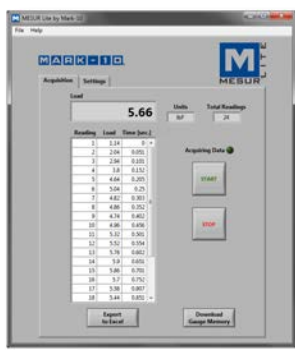 MESUR Lite by Mark-10
File Help
MARK-10
M
MESUR LITE
Acquisition Settings
Load
5.66
Units
lbF
Total Readings
24
Reading Load Time [sec.]
1 1.14 0
2 2.04 0.051
3 2.94 0.101
4 3.8 0.152
5 4.64 0.205
6 5.04 0.25
7 4.82 0.303
8 4.86 0.352
9 4.74 0.402
10 4.96 0.456
11 5.32 0.501
12 5.52 0.554
13 5.78 0.602
14 5.9 0.651
15 5.86 0.701
16 5.7 0.752
17 5.56 0.807
18 5.44 0.851
Acquiring Data
START
STOP
Export to Excel
Download Gauge Memory